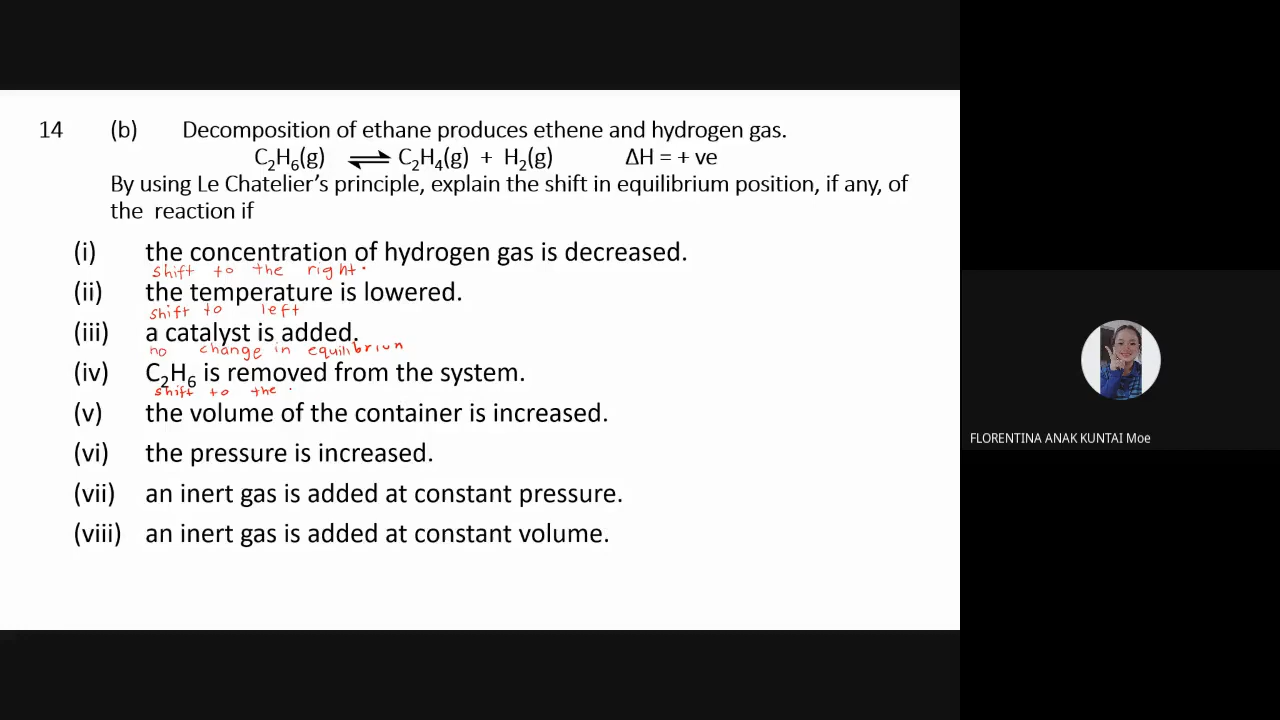 14 (b) Decomposition of ethane produces ethene and hydrogen gas.
C₂H₆(g) ⇌ C₂H₄(g) + H₂(g) ΔH = + ve
By using Le Chatelier’s principle, explain the shift in equilibrium position, if any, of
the reaction if
(i) the concentration of hydrogen gas is decreased.
shift to the right.
(ii) the temperature is lowered.
shift to left
(iii) a catalyst is added.
no change in equilibriun
(iv) C₂H₆ is removed from the system.
shift to the
(v) the volume of the container is increased.
(vi) the pressure is increased.
(vii) an inert gas is added at constant pressure.
(viii) an inert gas is added at constant volume.
FLORENTINA ANAK KUNTAI Moe